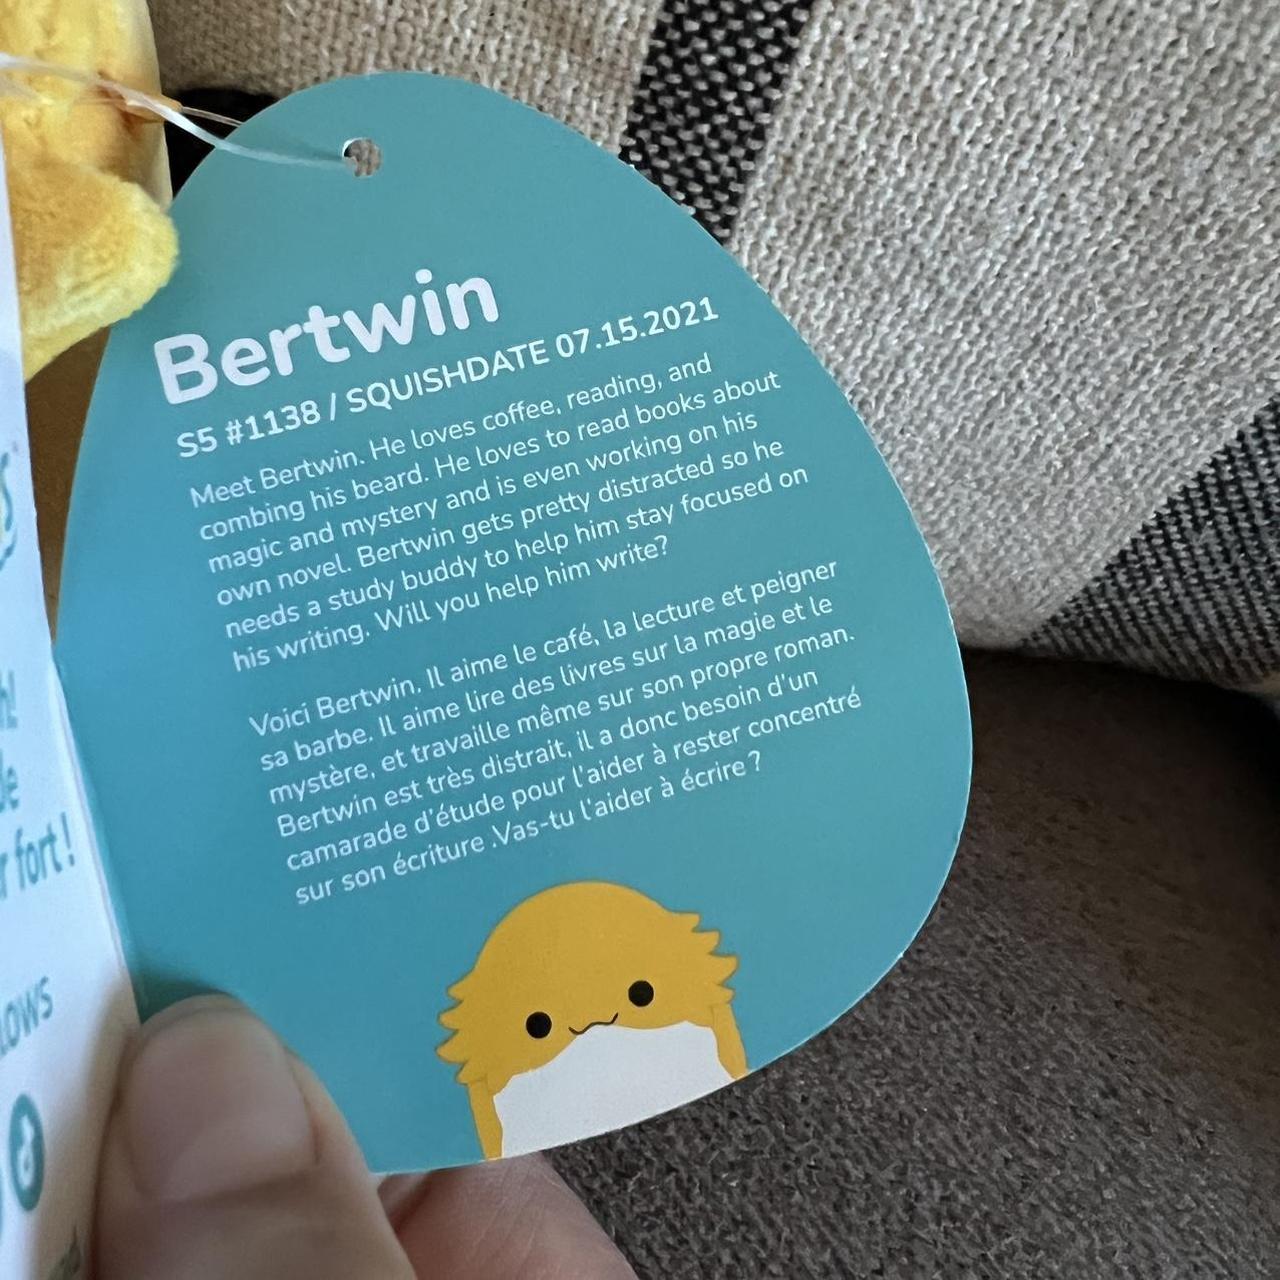 Bertwin
S5 #1138 / SQUISHDATE 07.15.2021
Meet Bertwin. He loves coffee, reading, and
combing his beard. He loves to read books about
magic and mystery and is even working on his
own novel. Bertwin gets pretty distracted so he
needs a study buddy to help him stay focused on
his writing. Will you help him write?
Voici Bertwin. Il aime le café, la lecture et peigner
sa barbe. Il aime lire des livres sur la magie et le
mystère, et travaille même sur son propre roman.
Bertwin est très distrait, il a donc besoin d'un
camarade d'étude pour l'aider à rester concentré
sur son écriture .Vas-tu l'aider à écrire ?
fort !